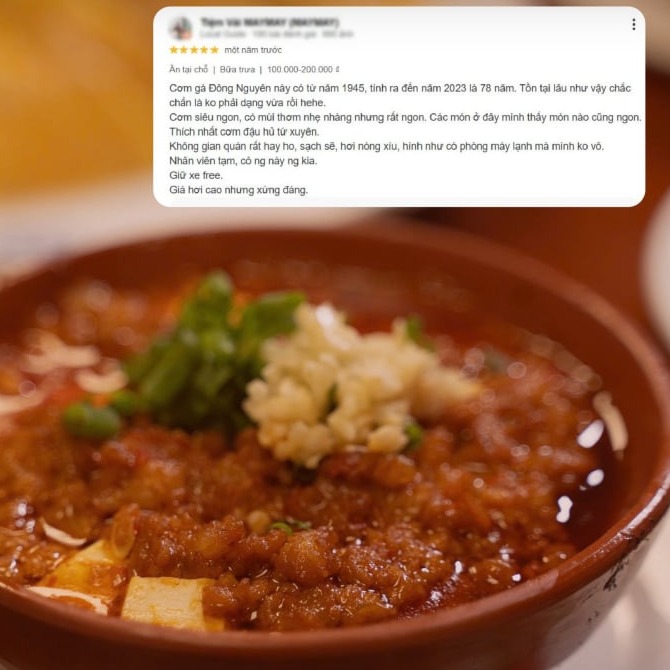 Tiệm Vải MAYMAY (MAYMAY)
một năm trước
Ăn tại chỗ | Bữa trưa | 100.000-200.000 ₫
Cơm gà Đông Nguyên này có từ năm 1945, tính ra đến năm 2023 là 78 năm. Tồn tại lâu như vậy chắc
chắn là ko phải dạng vừa rồi hehe.
Cơm siêu ngon, có mùi thơm nhẹ nhàng nhưng rất ngon. Các món ở đây mình thấy món nào cũng ngon.
Thích nhất cơm đậu hủ tứ xuyên.
Không gian quán rất hay ho, sạch sẽ, hơi nóng xíu, hình như có phòng máy lạnh mà mình ko vô.
Nhân viên tạm, có ng này ng kia.
Giữ xe free.
Giá hơi cao nhưng xứng đáng.